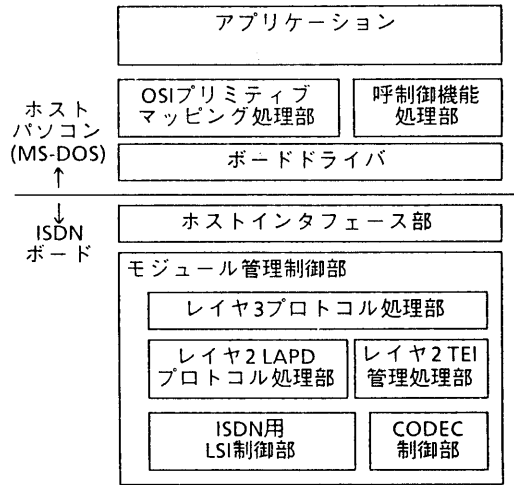 アプリケーション
OSIプリミティブ
マッピング処理部
呼制御機能
処理部
ホスト
パソコン
(MS-DOS)
↑
ボードドライバ
↓
ISDN
ボード
ホストインタフェース部
モジュール管理制御部
レイヤ3プロトコル処理部
レイヤ2 LAPD
プロトコル処理部
レイヤ2 TEI
管理処理部
ISDN用
LSI制御部
CODEC
制御部